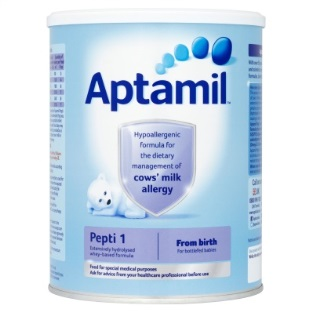 Aptamil
Hypoallergenic
formula for
the dietary
management of
cows' milk
allergy
Pepti 1
Extensively hydrolysed
whey-based formula
From birth
For bottlefed babies
Food for special medical purposes
Ask for advice from your healthcare professional before use